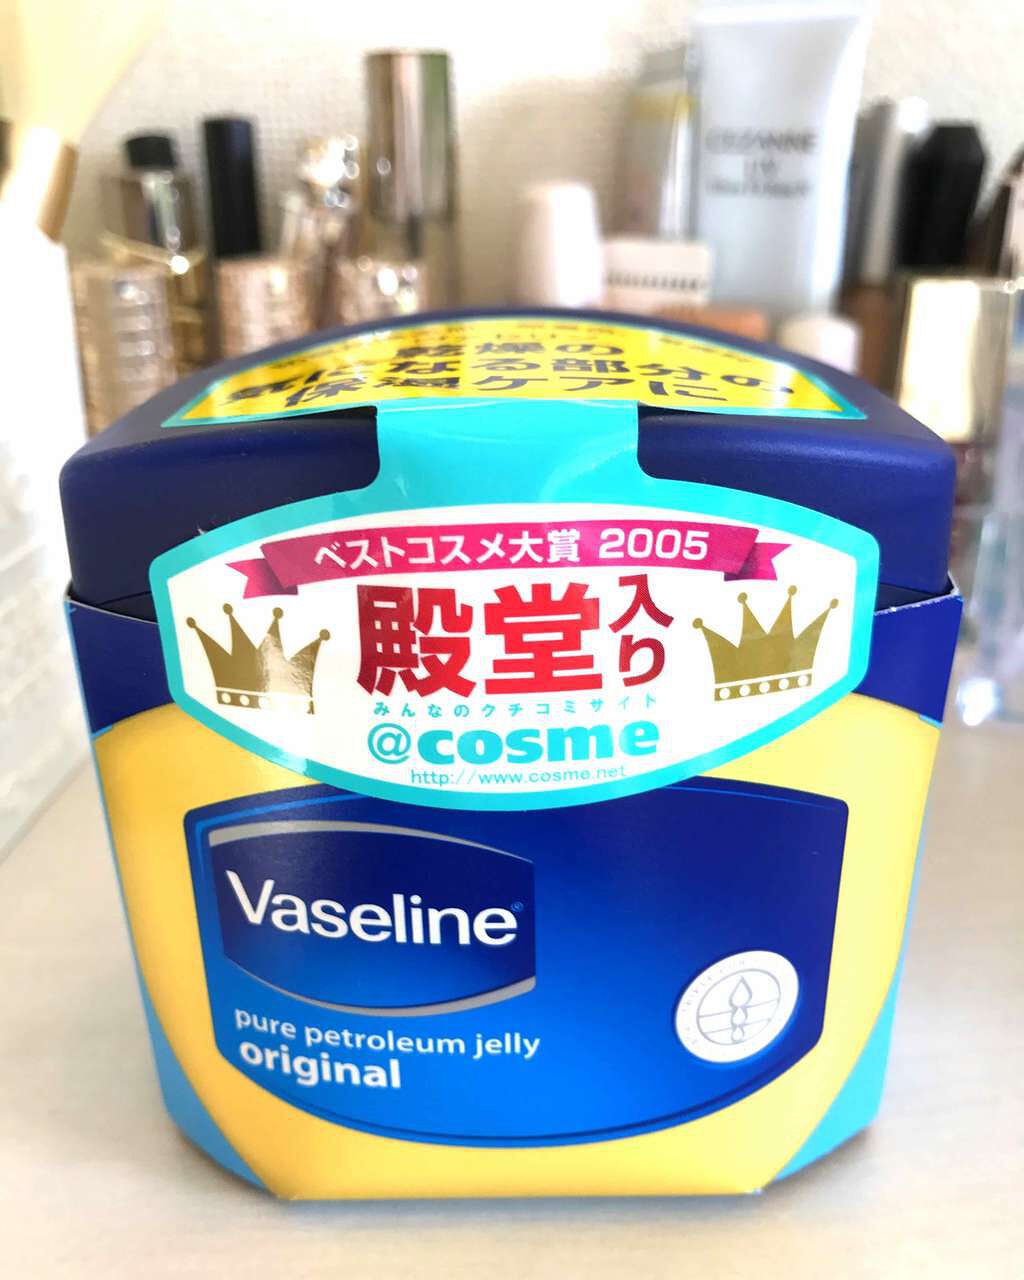 CEZANNE
UV
乾燥の
気になる部分の
保湿ケアに
ベストコスメ大賞 2005
殿堂入り
みんなのクチコミサイト
@cosme
http://www.cosme.net
Vaseline®
pure petroleum jelly
original